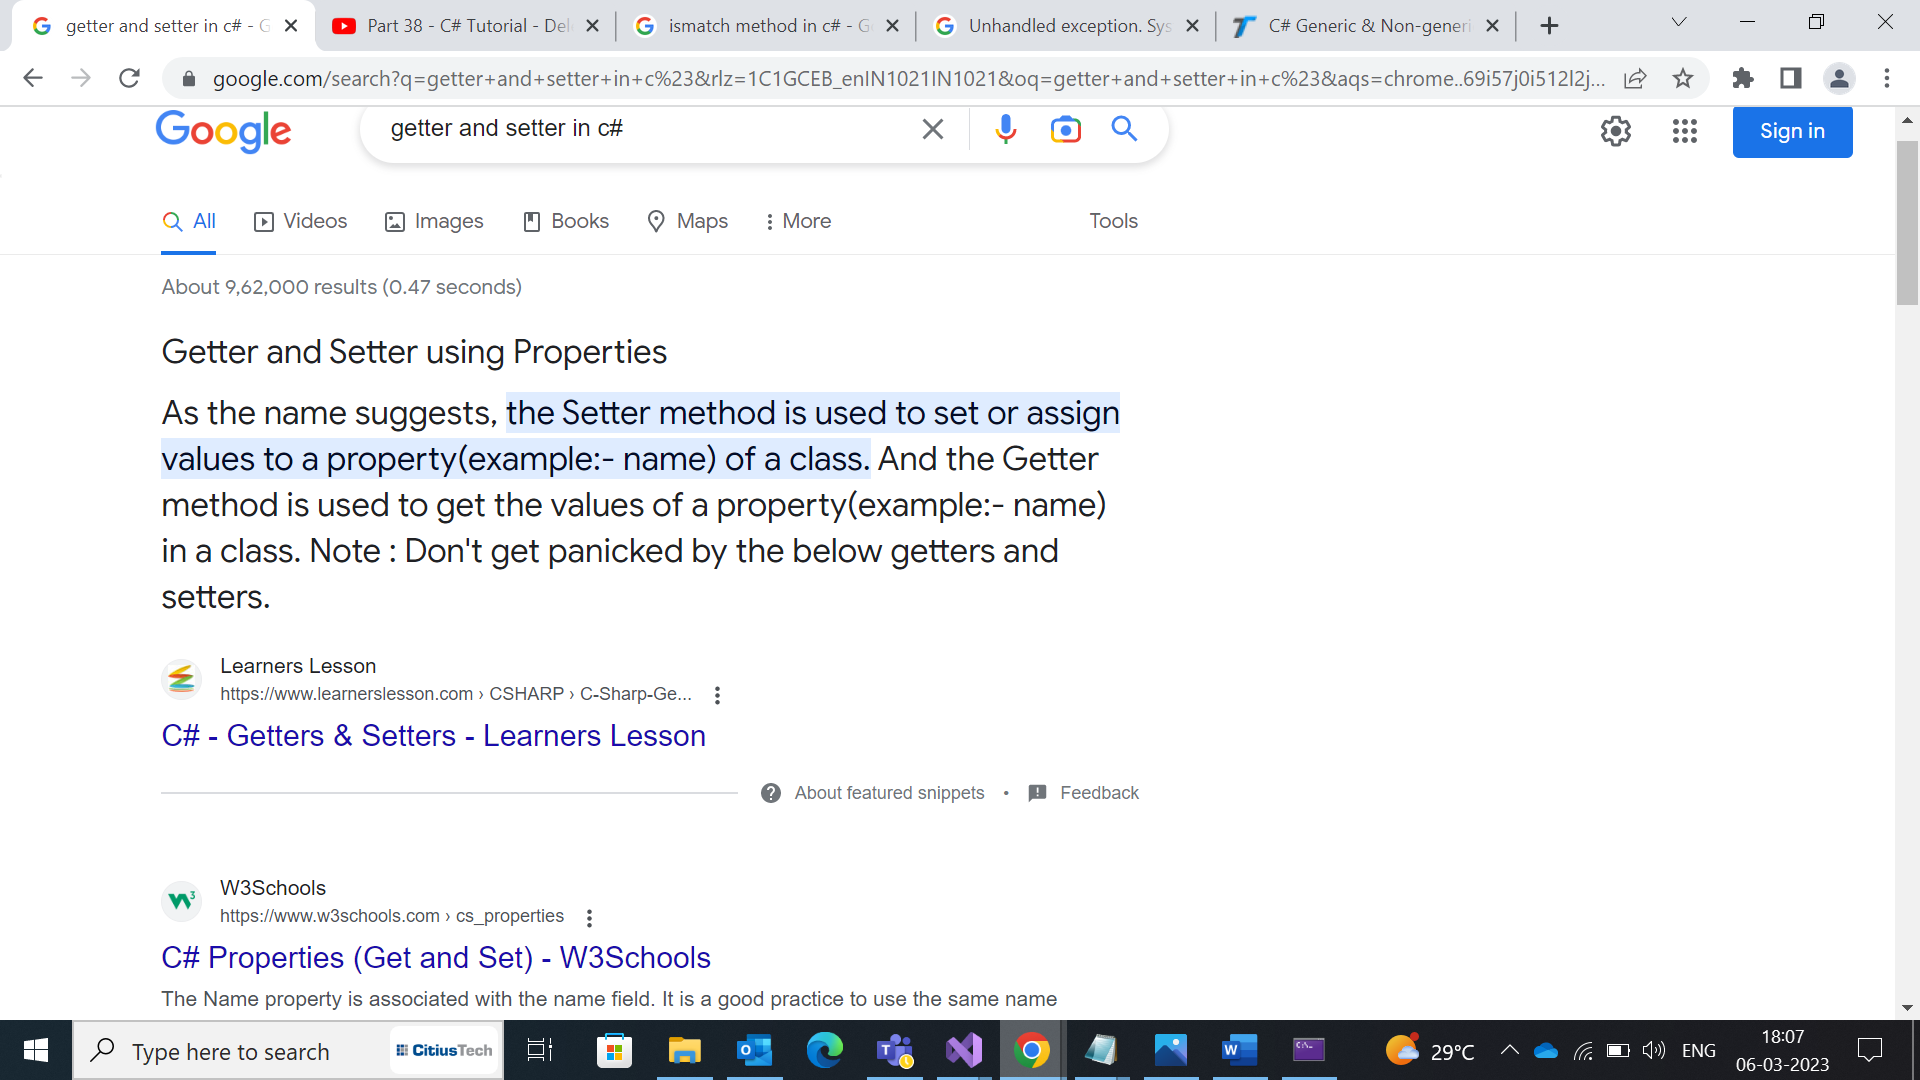 getter and setter in c# - G
Part 38 - C# Tutorial - Del
ismatch method in c# - G
Unhandled exception. Sys
C# Generic & Non-generi
google.com/search?q=getter+and+setter+in+c%23&rlz=1C1GCEB_enIN1021IN1021&oq=getter+and+setter+in+c%23&aqs=chrome..69i57j0i512l2j...
Google
getter and setter in c#
Sign in
All
Videos
Images
Books
Maps
More
Tools
About 9,62,000 results (0.47 seconds)
Getter and Setter using Properties
As the name suggests, the Setter method is used to set or assign
values to a property(example:- name) of a class. And the Getter
method is used to get the values of a property(example:- name)
in a class. Note : Don't get panicked by the below getters and
setters.
Learners Lesson
https://www.learnerslesson.com › CSHARP › C-Sharp-Ge...
C# - Getters & Setters - Learners Lesson
About featured snippets • Feedback
W3Schools
https://www.w3schools.com › cs_properties
C# Properties (Get and Set) - W3Schools
The Name property is associated with the name field. It is a good practice to use the same name
Type here to search
CitiusTech
29°C
ENG
18:07
06-03-2023